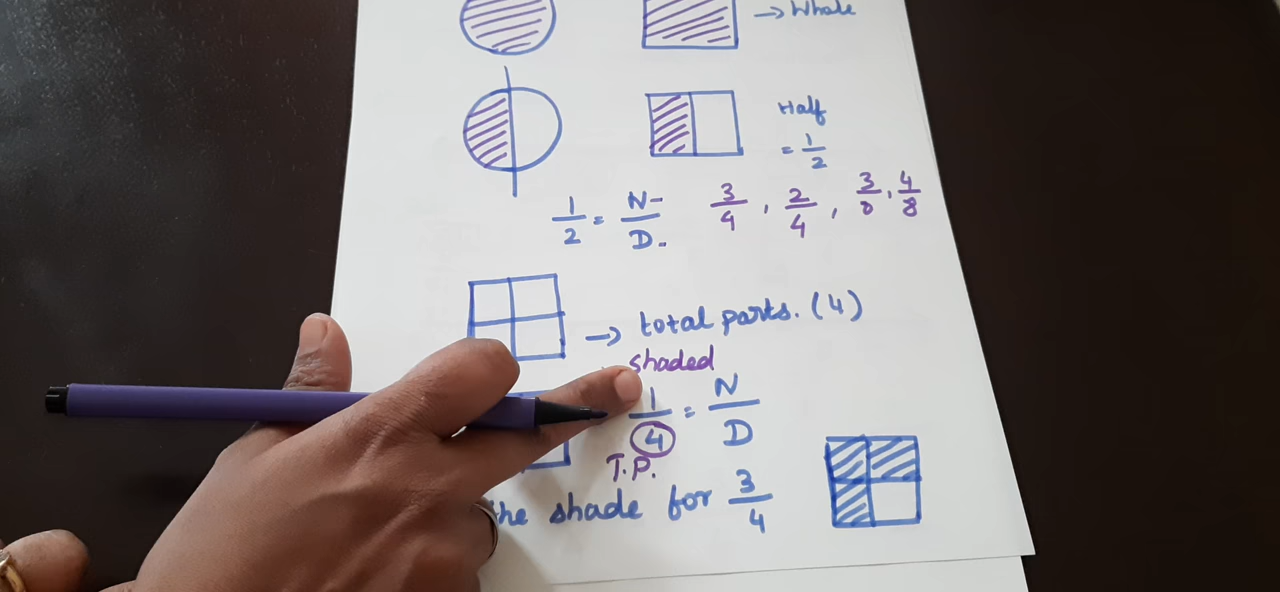 → Whole
Half
= 1/2
1/2 = N/D. 3/4, 2/4, 3/8, 4/8
→ total parts. (4)
shaded
1/4 = N/D
T.P.
the shade for 3/4